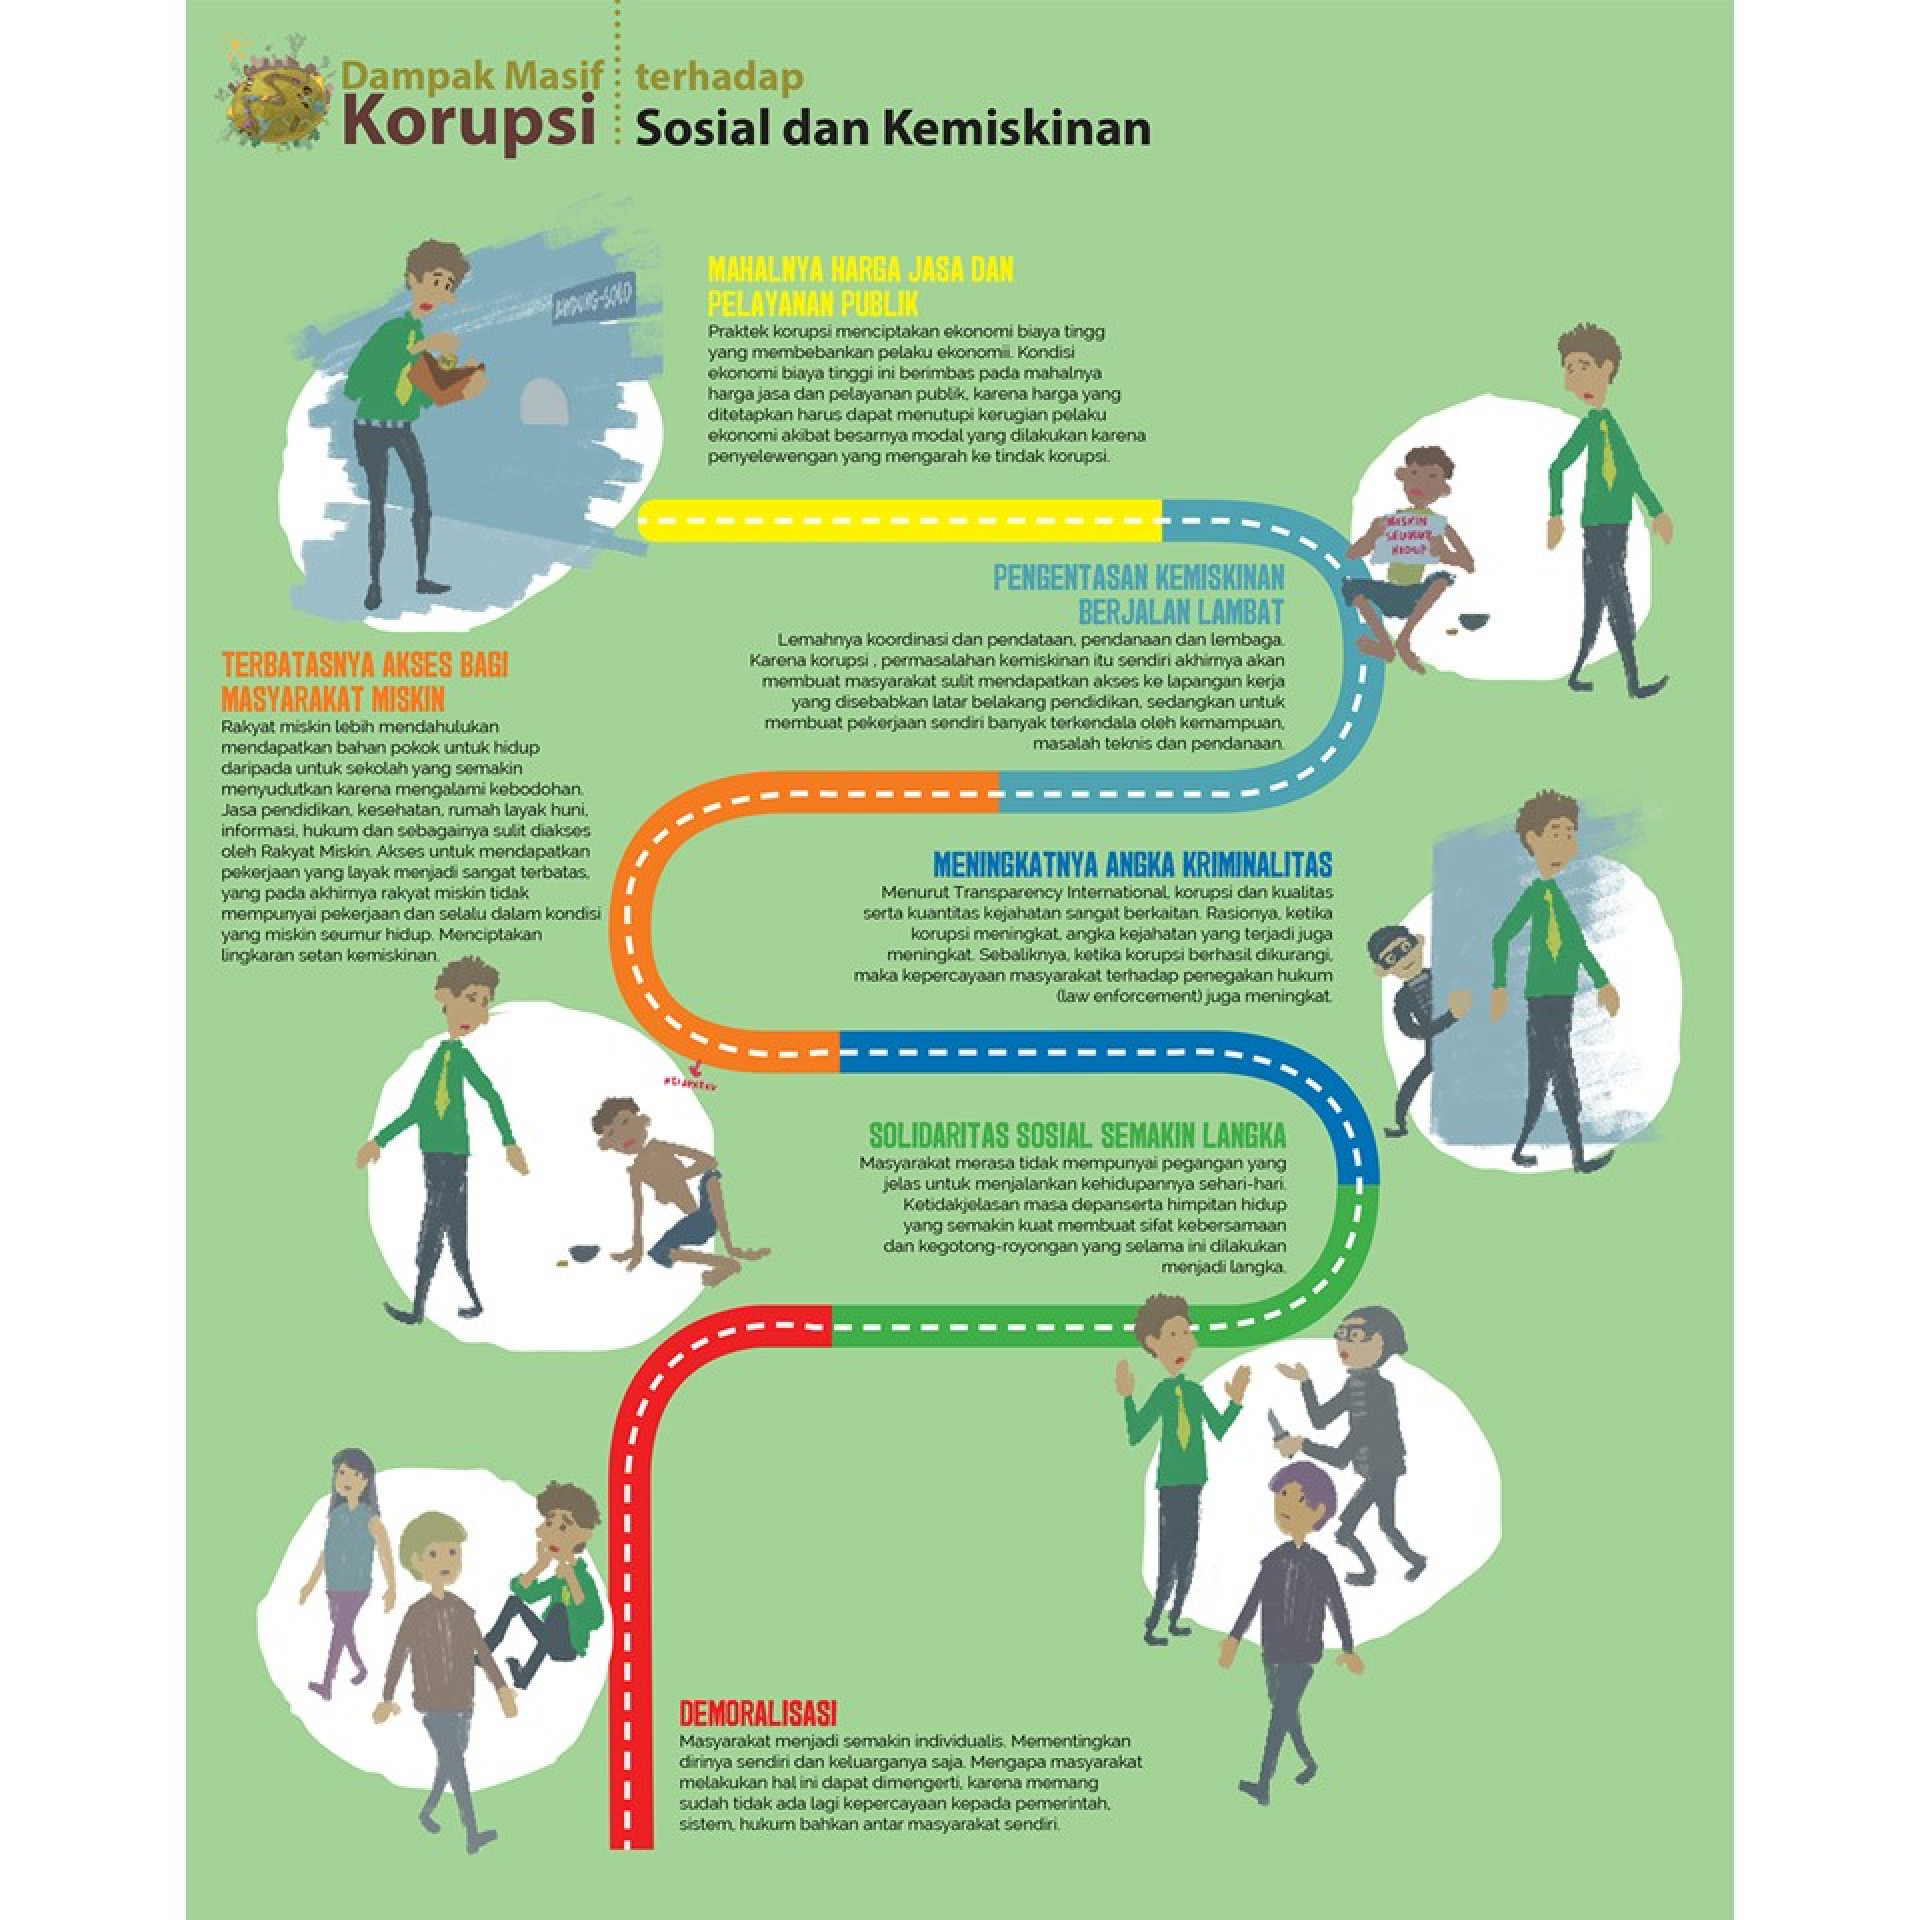 Dampak Masif
Korupsi
terhadap
Sosial dan Kemiskinan
MAHALNYA HARGA JASA DAN
PELAYANAN PUBLIK
Praktek korupsi menciptakan ekonomi biaya tingg
yang membebankan pelaku ekonomii. Kondisi
ekonomi biaya tinggi ini berimbas pada mahalnya
harga jasa dan pelayanan publik, karena harga yang
ditetapkan harus dapat menutupi kerugian pelaku
ekonomi akibat besarnya modal yang dilakukan karena
penyelewengan yang mengarah ke tindak korupsi.
MISKIN
SEUMUR
HIDUP
PENGENTASAN KEMISKINAN
BERJALAN LAMBAT
Lemahnya koordinasi dan pendataan, pendanaan dan lembaga.
Karena korupsi , permasalahan kemiskinan itu sendiri akhirnya akan
membuat masyarakat sulit mendapatkan akses ke lapangan kerja
yang disebabkan latar belakang pendidikan, sedangkan untuk
membuat pekerjaan sendiri banyak terkendala oleh kemampuan,
masalah teknis dan pendanaan.
TERBATASNYA AKSES BAGI
MASYARAKAT MISKIN
Rakyat miskin lebih mendahulukan
mendapatkan bahan pokok untuk hidup
daripada untuk sekolah yang semakin
menyudutkan karena mengalami kebodohan.
Jasa pendidikan, kesehatan, rumah layak huni,
informasi, hukum dan sebagainya sulit diakses
oleh Rakyat Miskin. Akses untuk mendapatkan
pekerjaan yang layak menjadi sangat terbatas,
yang pada akhirnya rakyat miskin tidak
mempunyai pekerjaan dan selalu dalam kondisi
yang miskin seumur hidup. Menciptakan
lingkaran setan kemiskinan.
MENINGKATNYA ANGKA KRIMINALITAS
Menurut Transparency International, korupsi dan kualitas
serta kuantitas kejahatan sangat berkaitan. Rasionya, ketika
korupsi meningkat, angka kejahatan yang terjadi juga
meningkat. Sebaliknya, ketika korupsi berhasil dikurangi,
maka kepercayaan masyarakat terhadap penegakan hukum
(law enforcement) juga meningkat.
SOLIDARITAS SOSIAL SEMAKIN LANGKA
Masyarakat merasa tidak mempunyai pegangan yang
jelas untuk menjalankan kehidupannya sehari-hari.
Ketidakjelasan masa depanserta himpitan hidup
yang semakin kuat membuat sifat kebersamaan
dan kegotong-royongan yang selama ini dilakukan
menjadi langka.
DEMORALISASI
Masyarakat menjadi semakin individualis. Mementingkan
dirinya sendiri dan keluarganya saja. Mengapa masyarakat
melakukan hal ini dapat dimengerti, karena memang
sudah tidak ada lagi kepercayaan kepada pemerintah,
sistem, hukum bahkan antar masyarakat sendiri.